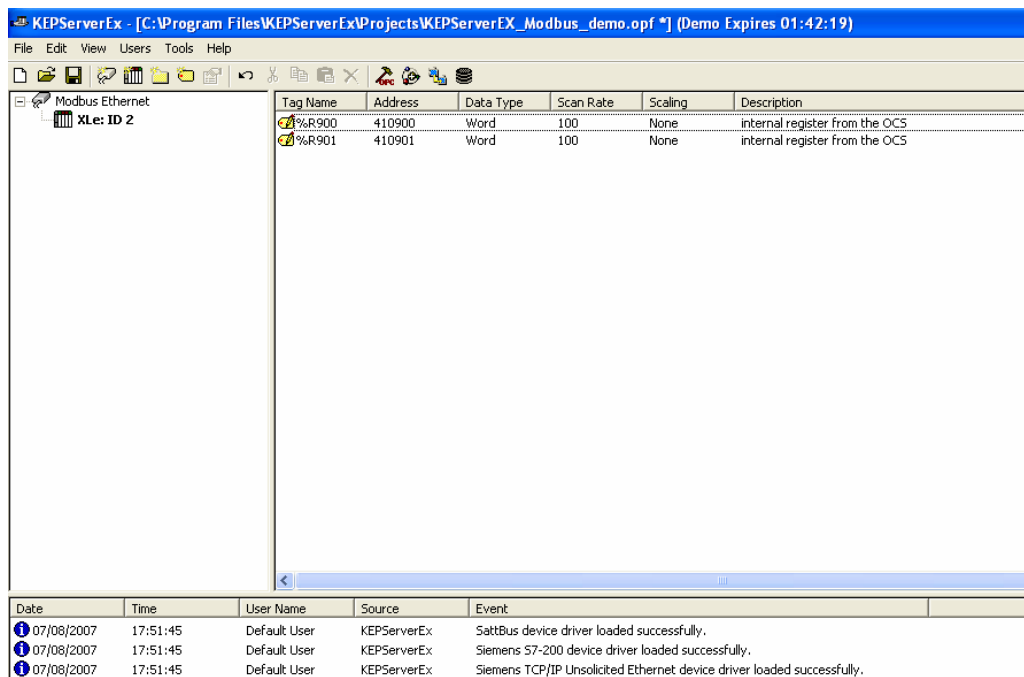 KEPServerEx - [C:\Program Files\KEPServerEx\Projects\KEPServerEX_Modbus_demo.opf *] (Demo Expires 01:42:19)
File Edit View Users Tools Help
Modbus Ethernet
XLe: ID 2
Tag Name Address Data Type Scan Rate Scaling Description
%R900 410900 Word 100 None internal register from the OCS
%R901 410901 Word 100 None internal register from the OCS
Date Time User Name Source Event
07/08/2007 17:51:45 Default User KEPServerEx SattBus device driver loaded successfully.
07/08/2007 17:51:45 Default User KEPServerEx Siemens S7-200 device driver loaded successfully.
07/08/2007 17:51:45 Default User KEPServerEx Siemens TCP/IP Unsolicited Ethernet device driver loaded successfully.